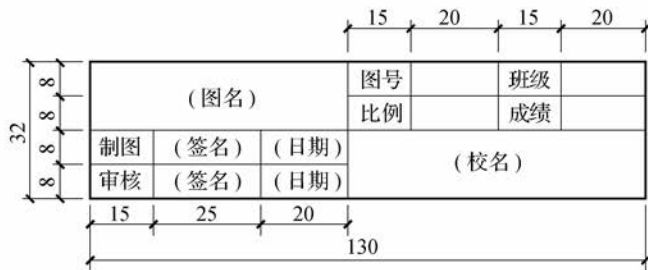 15 20 15 20
8 (图名) 图号 班级
8 比例 成绩
32
8 制图 (签名) (日期) (校名)
8 审核 (签名) (日期)
15 25 20
130